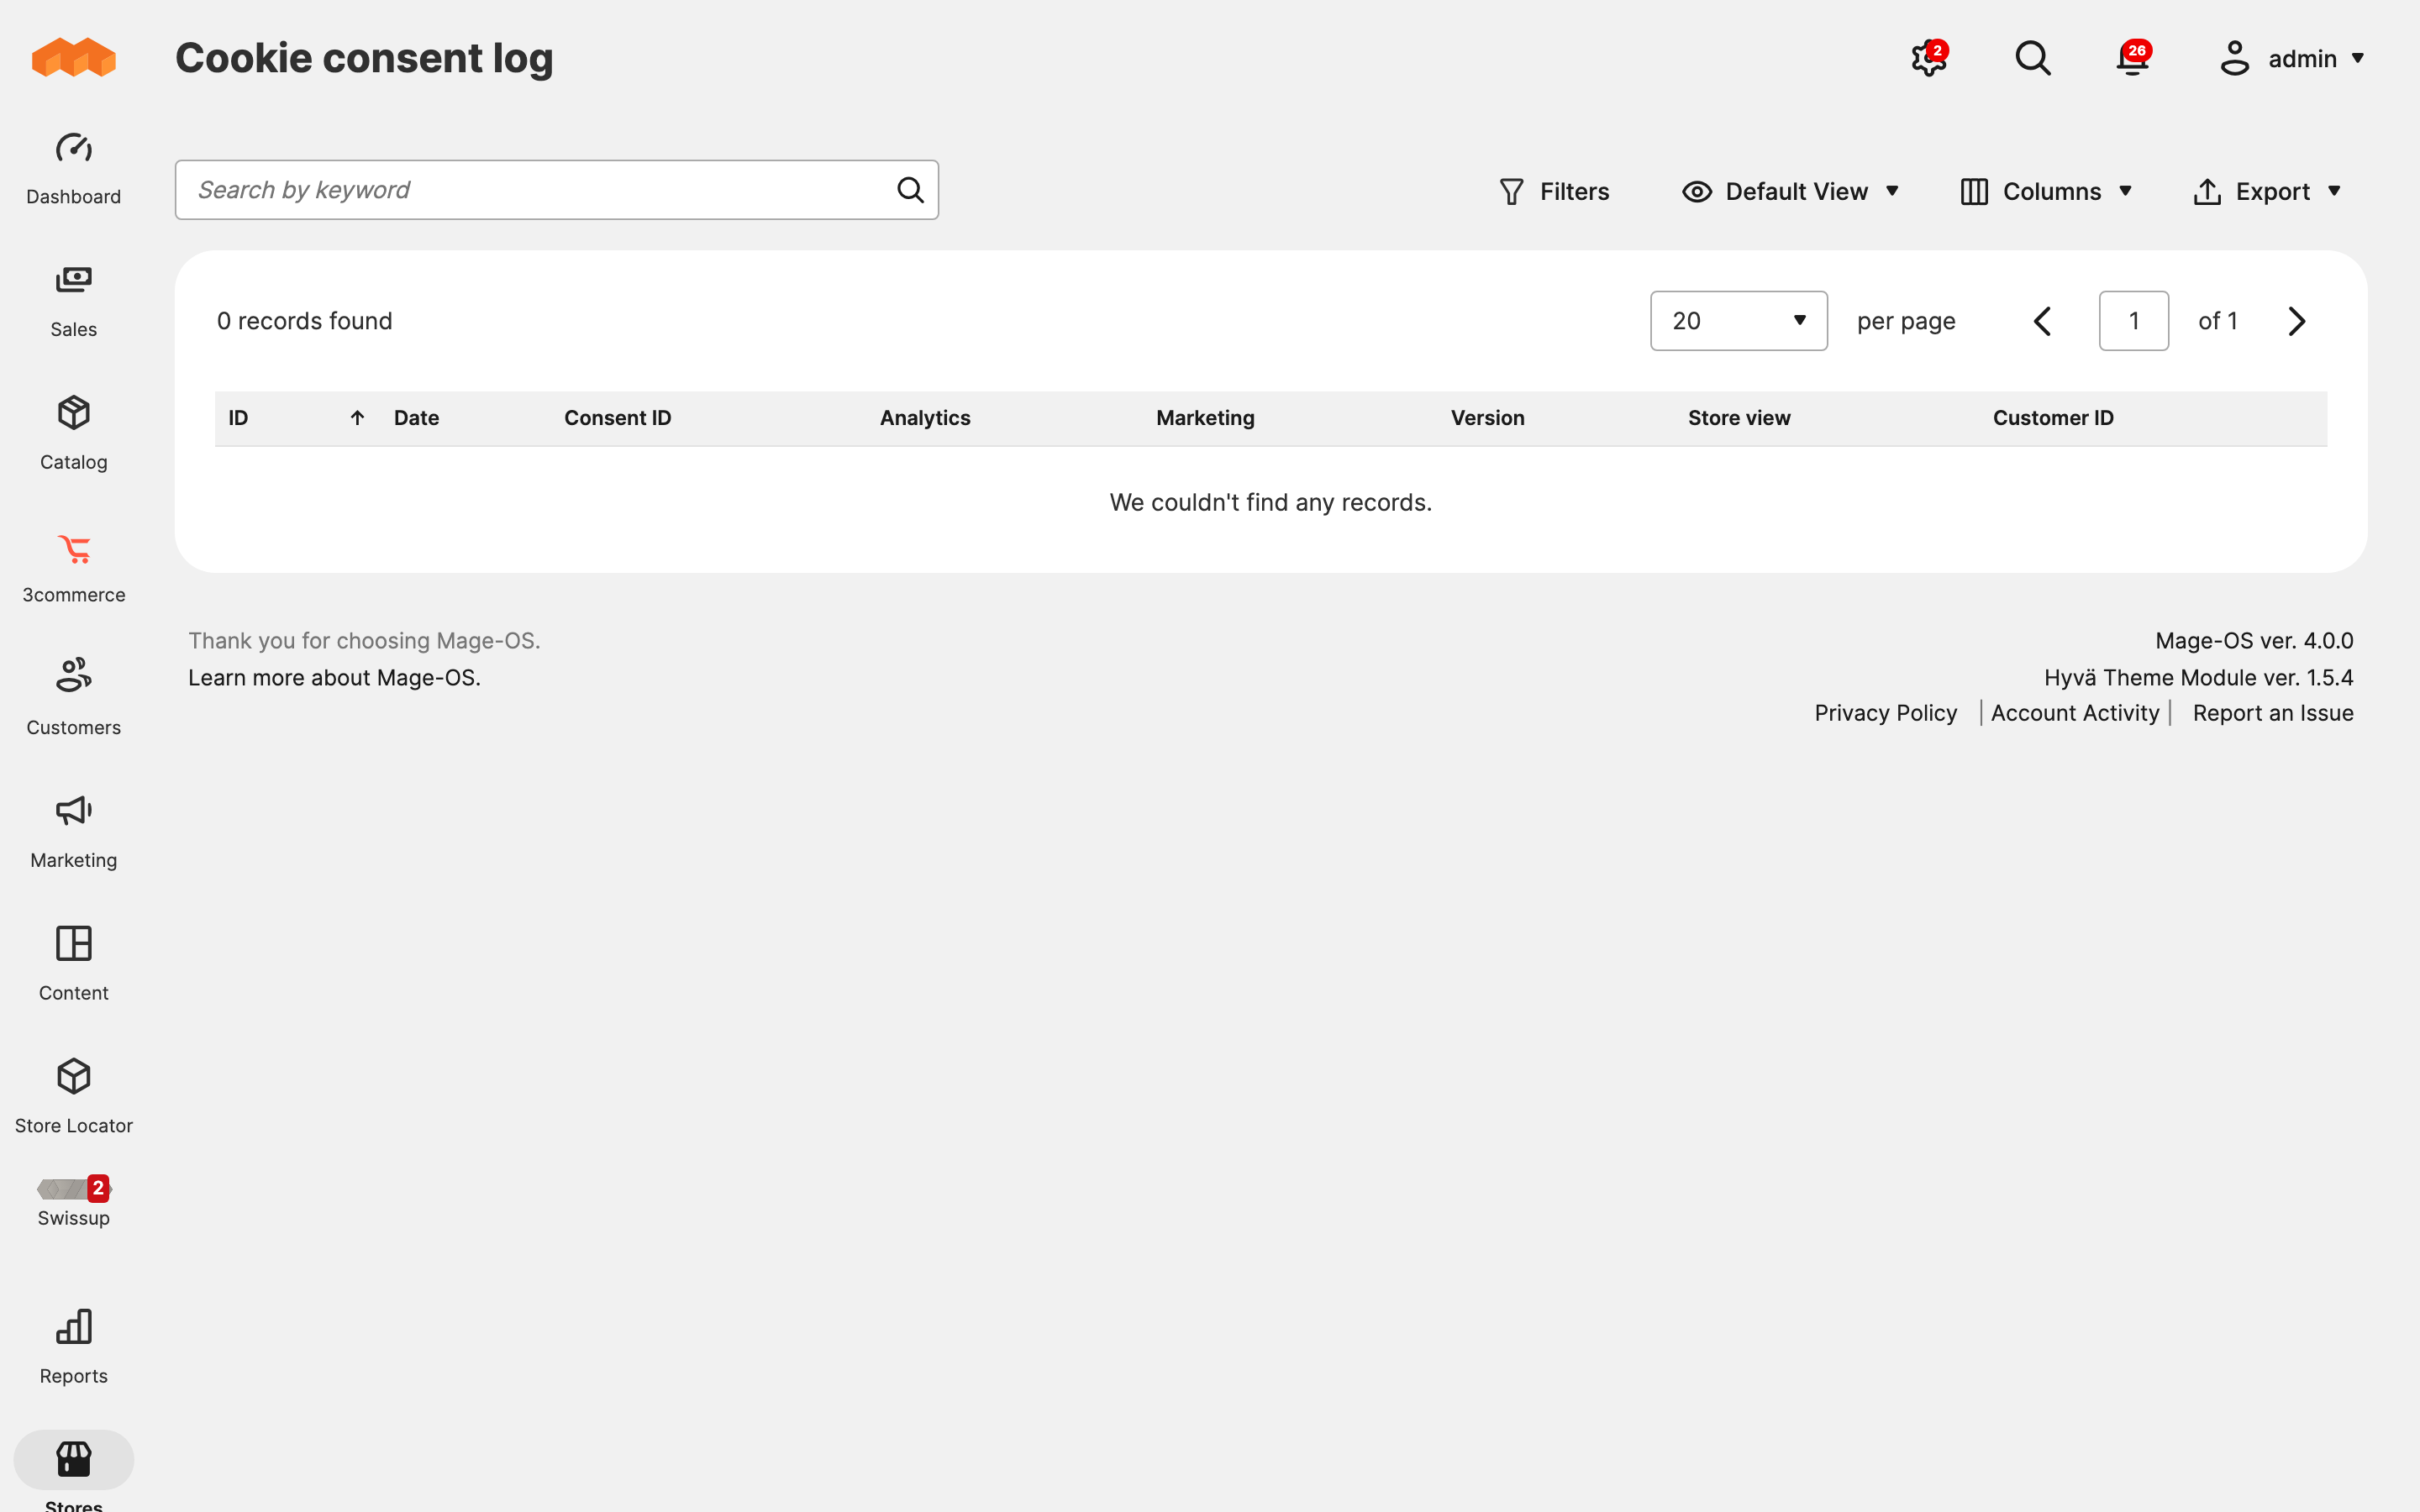 Cookie consent log
2
26
admin
Dashboard
Sales
Catalog
3commerce
Customers
Marketing
Content
Store Locator
2
Swissup
Reports
Stores
Search by keyword
Filters
Default View
Columns
Export
0 records found
20
per page
1
of 1
ID Date Consent ID Analytics Marketing Version Store view Customer ID
We couldn't find any records.
Thank you for choosing Mage-OS.
Learn more about Mage-OS.
Mage-OS ver. 4.0.0
Hyvä Theme Module ver. 1.5.4
Privacy Policy | Account Activity | Report an Issue